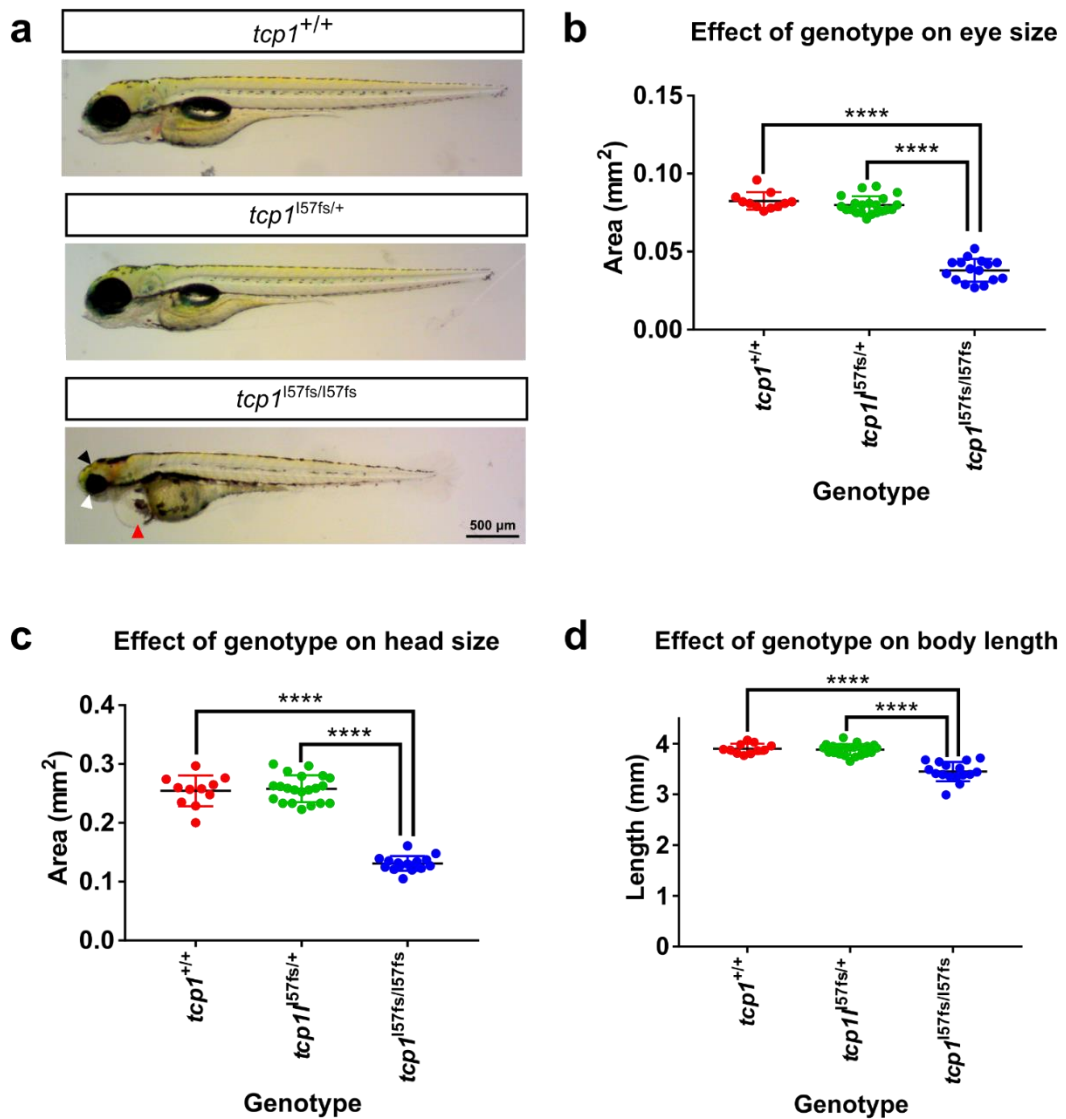 a
tcp1+/+
tcp1I57fs/+
tcp1I57fs/I57fs
500 µm
b
Effect of genotype on eye size
****
****
0.15
0.10
0.05
0.00
Area (mm2)
tcp1+/+
tcp1II57fs/+
tcp1I57fs/I57fs
Genotype
c
Effect of genotype on head size
****
****
0.4
0.3
0.2
0.1
0.0
Area (mm2)
tcp1+/+
tcp1II57fs/+
tcp1I57fs/I57fs
Genotype
d
Effect of genotype on body length
****
****
4
3
2
1
0
Length (mm)
tcp1+/+
tcp1II57fs/+
tcp1I57fs/I57fs
Genotype